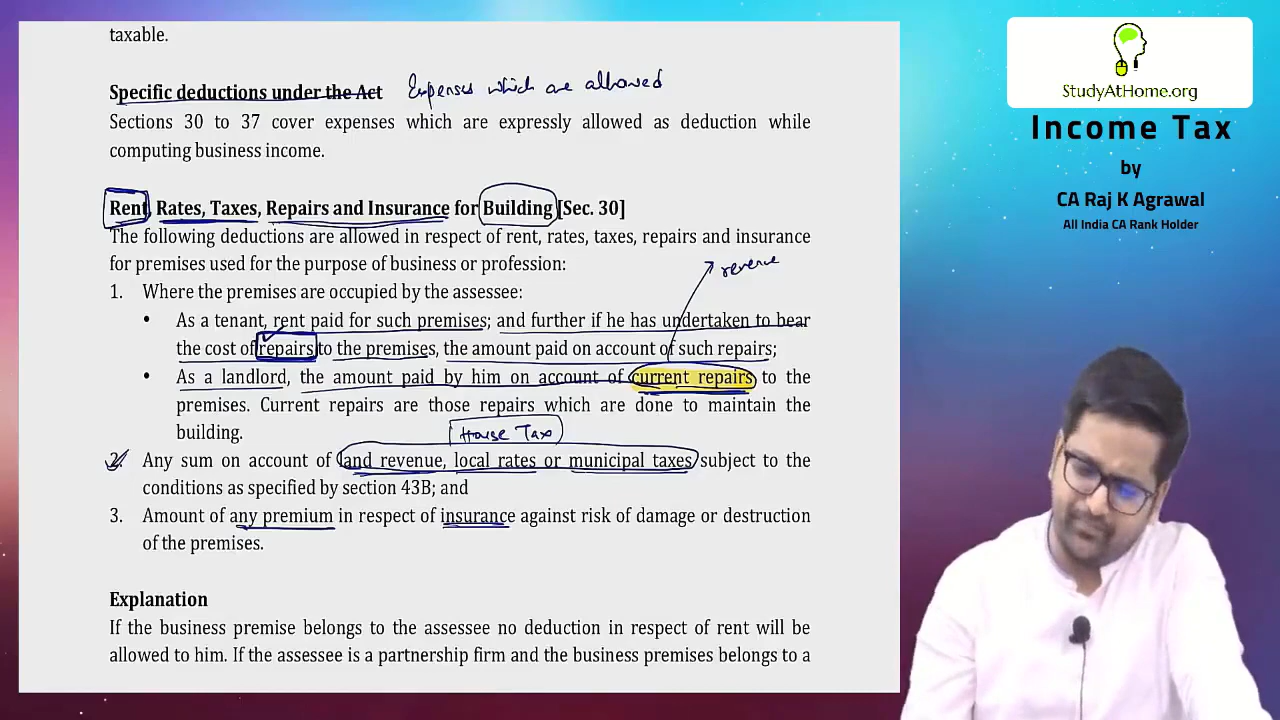 taxable.
Specific deductions under the Act Expenses which are allowed
Sections 30 to 37 cover expenses which are expressly allowed as deduction while
computing business income.
Rent, Rates, Taxes, Repairs and Insurance for Building [Sec. 30]
The following deductions are allowed in respect of rent, rates, taxes, repairs and insurance
for premises used for the purpose of business or profession:
revenue
1. Where the premises are occupied by the assessee:
• As a tenant, rent paid for such premises; and further if he has undertaken to bear
the cost of repairs to the premises, the amount paid on account of such repairs;
• As a landlord, the amount paid by him on account of current repairs to the
premises. Current repairs are those repairs which are done to maintain the
building.
House Tax
2. Any sum on account of land revenue, local rates or municipal taxes subject to the
conditions as specified by section 43B; and
3. Amount of any premium in respect of insurance against risk of damage or destruction
of the premises.
Explanation
If the business premise belongs to the assessee no deduction in respect of rent will be
allowed to him. If the assessee is a partnership firm and the business premises belongs to a
StudyAtHome.org
Income Tax
by
CA Raj K Agrawal
All India CA Rank Holder